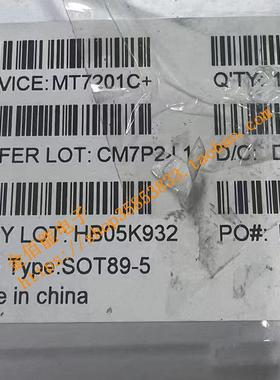 VICE: MT7201C+
Q'TY:
FER LOT: CM7P2-L1
D/C:
Y LOT: HB05K932
PO#:
Type:SOT89-5
e in china